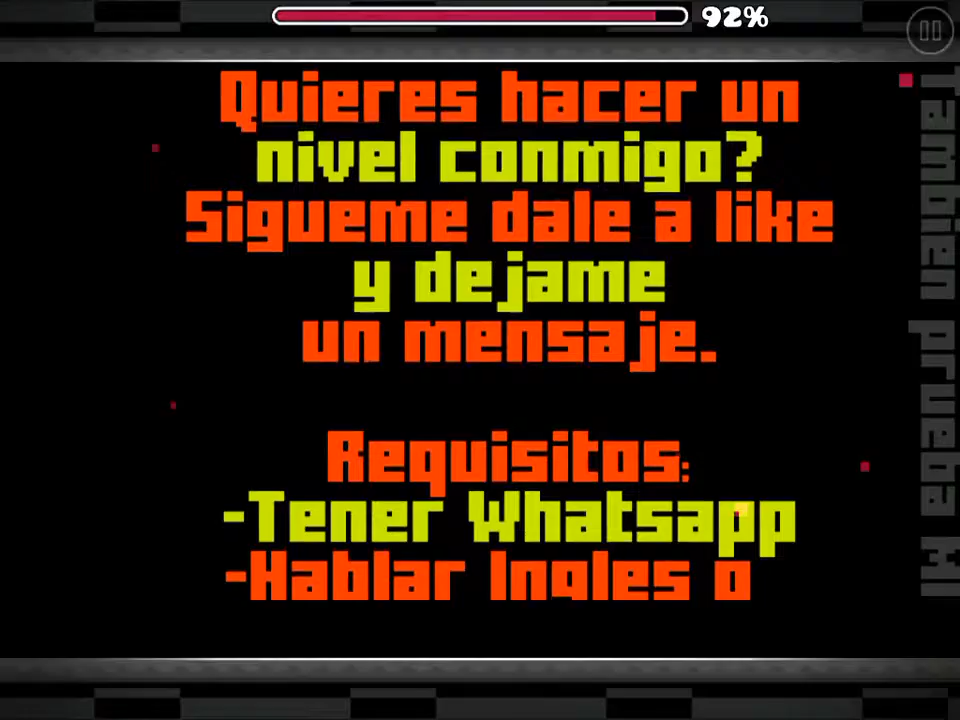 92%
Quieres hacer un
nivel conmigo?
Sigueme dale a like
y dejame
un mensaje.
Requisitos:
-Tener Whatsapp
-Hablar Ingles o
Tambien prueba MI